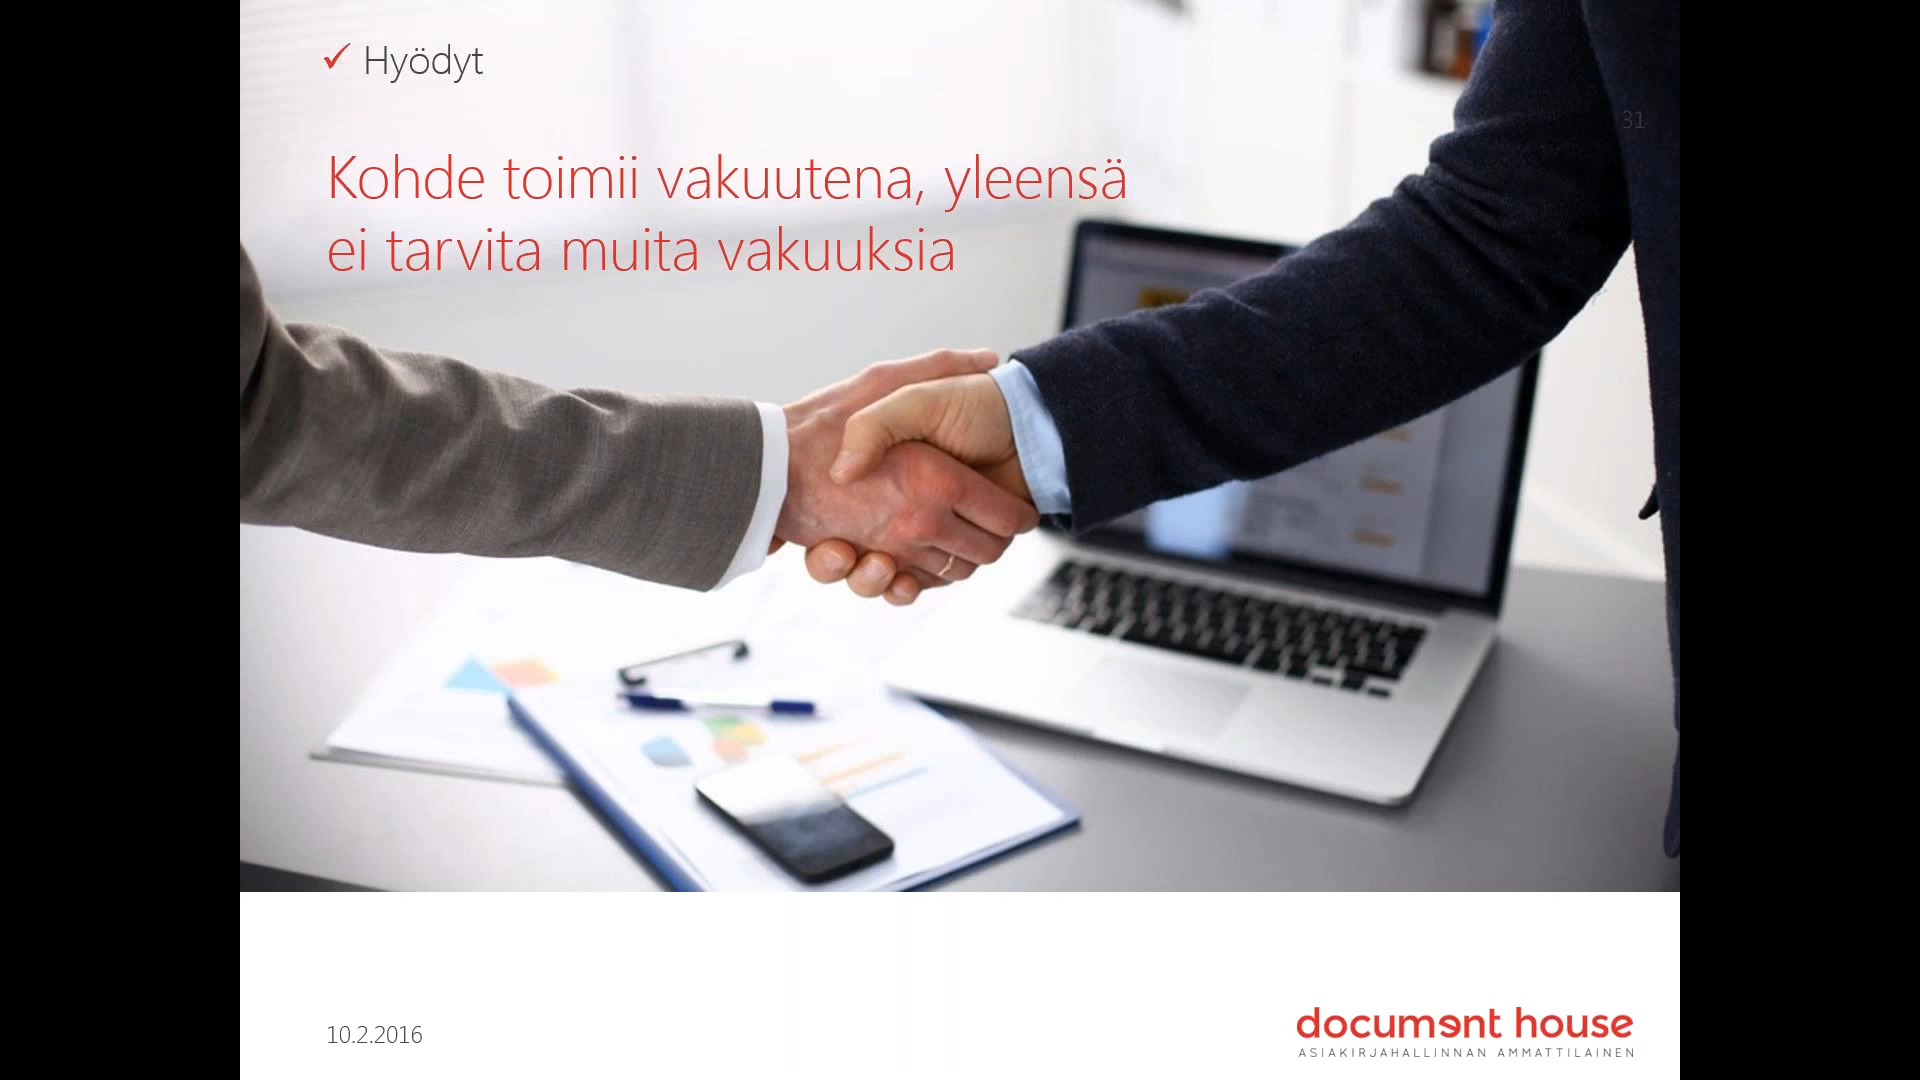 Hyödyt
31
Kohde toimii vakuutena, yleensä
ei tarvita muita vakuuksia
10.2.2016
document house
ASIAKIRJAHALLINNAN AMMATTILAINEN